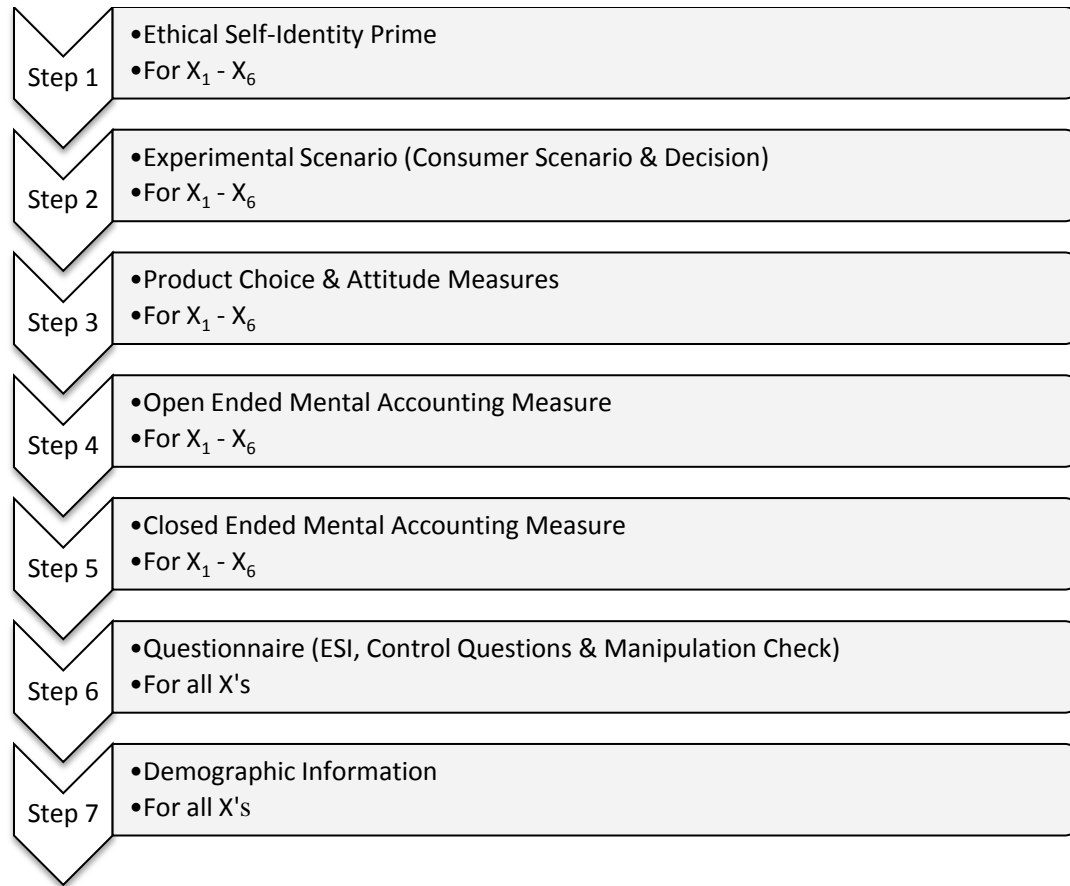 Step 1
•Ethical Self-Identity Prime
•For X₁ - X₆
Step 2
•Experimental Scenario (Consumer Scenario & Decision)
•For X₁ - X₆
Step 3
•Product Choice & Attitude Measures
•For X₁ - X₆
Step 4
•Open Ended Mental Accounting Measure
•For X₁ - X₆
Step 5
•Closed Ended Mental Accounting Measure
•For X₁ - X₆
Step 6
•Questionnaire (ESI, Control Questions & Manipulation Check)
•For all X's
Step 7
•Demographic Information
•For all X's